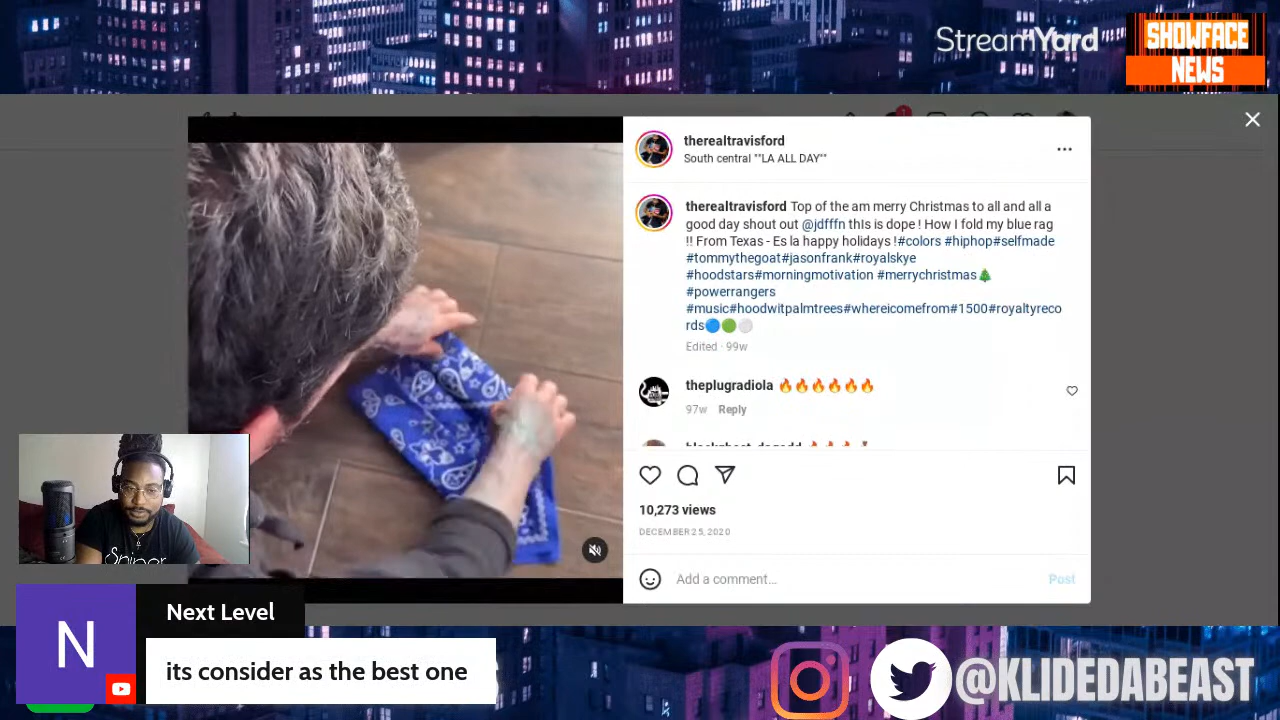 StreamYard
SHOWFACE
NEWS
therealtravisford
South central ""LA ALL DAY""
therealtravisford Top of the am merry Christmas to all and all a
good day shout out @jdfffn thIs is dope ! How I fold my blue rag
!! From Texas - Es la happy holidays !#colors #hiphop#selfmade
#tommythegoat#jasonfrank#royalskye
#hoodstars#morningmotivation #merrychristmas🎄
#powerrangers
#music#hoodwitpalmtrees#whereicomefrom#1500#royaltyreco
rds🔵🟢⚪
Edited · 99w
theplugradiola 🔥🔥🔥🔥🔥🔥
97w Reply
10,273 views
DECEMBER 25, 2020
Add a comment...
Post
Sniper
N
Next Level
its consider as the best one
@KLIDEDABEAST